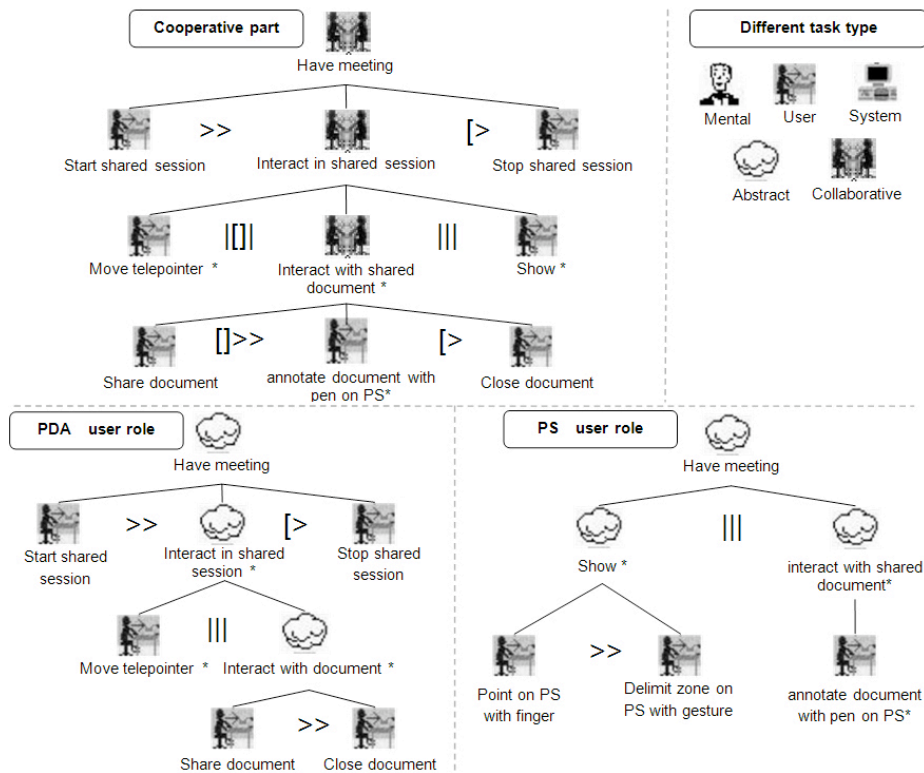 Cooperative part
Have meeting
Start shared session
>>
Interact in shared session
[>
Stop shared session
Move telepointer *
|[]|
Interact with shared
document *
|||
Show *
Share document
[]>>
annotate document with
pen on PS*
[>
Close document
Different task type
Mental
User
System
Abstract
Collaborative
PDA user role
Have meeting
Start shared
session
>>
Interact in shared
session *
[>
Stop shared
session
Move telepointer *
|||
Interact with document *
Share document
>>
Close document
PS user role
Have meeting
Show *
|||
interact with shared
document*
Point on PS
with finger
>>
Delimit zone on
PS with gesture
annotate document
with pen on PS*